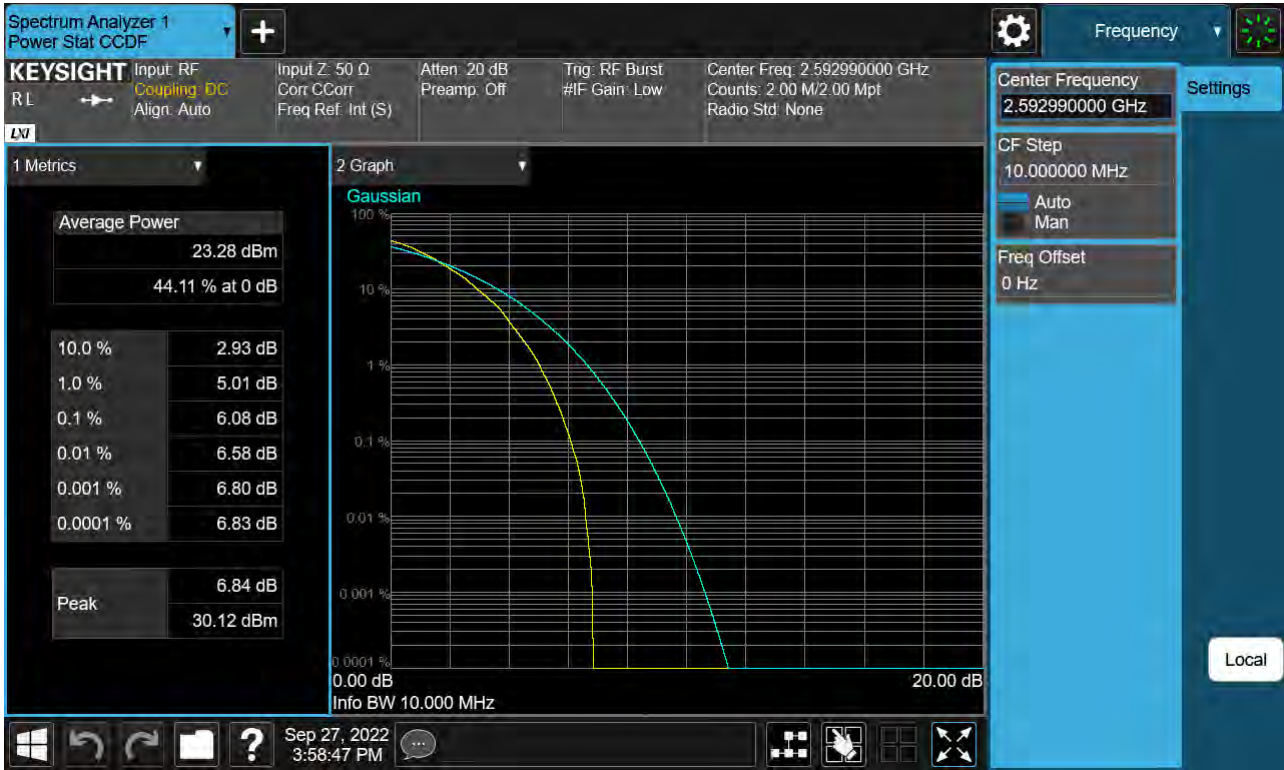 Spectrum Analyzer 1
Power Stat CCDF
+
Frequency
KEYSIGHT
R L
LXI
Input: RF
Coupling: DC
Align: Auto
Input Z: 50 Ω
Corr CCorr
Freq Ref: Int (S)
Atten: 20 dB
Preamp: Off
Trig: RF Burst
#IF Gain: Low
Center Freq: 2.592990000 GHz
Counts: 2.00 M/2.00 Mpt
Radio Std: None
Center Frequency
2.592990000 GHz
Settings
CF Step
10.000000 MHz
Auto
Man
Freq Offset
0 Hz
Local
1 Metrics
Average Power
23.28 dBm
44.11 % at 0 dB
10.0 % 2.93 dB
1.0 % 5.01 dB
0.1 % 6.08 dB
0.01 % 6.58 dB
0.001 % 6.80 dB
0.0001 % 6.83 dB
Peak
6.84 dB
30.12 dBm
2 Graph
Gaussian
100 %
10 %
1 %
0.1 %
0.01 %
0.001 %
0.0001 %
0.00 dB
20.00 dB
Info BW 10.000 MHz
?
Sep 27, 2022
3:58:47 PM